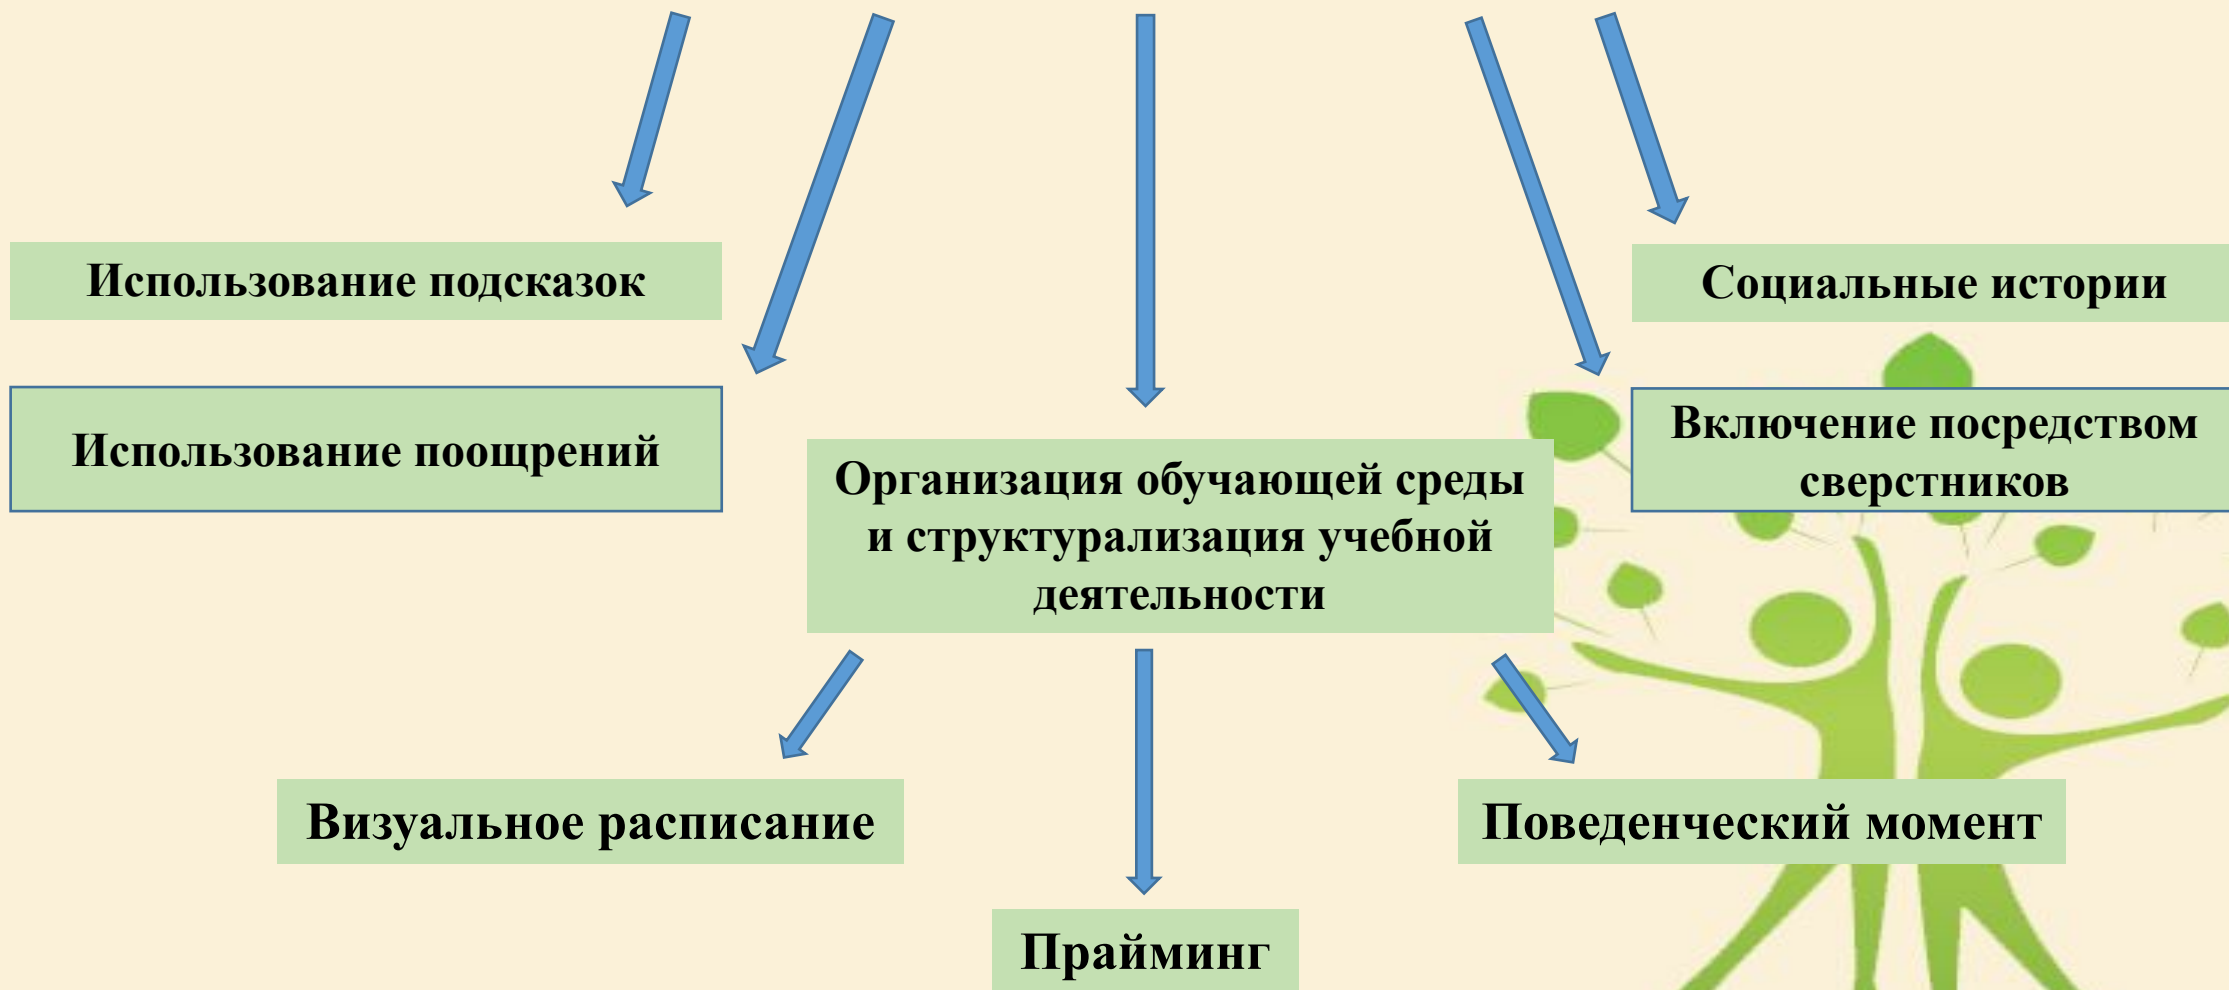 Использование подсказок
Социальные истории
Использование поощрений
Включение посредством
сверстников
Организация обучающей среды
и структурализация учебной
деятельности
Визуальное расписание
Поведенческий момент
Прайминг